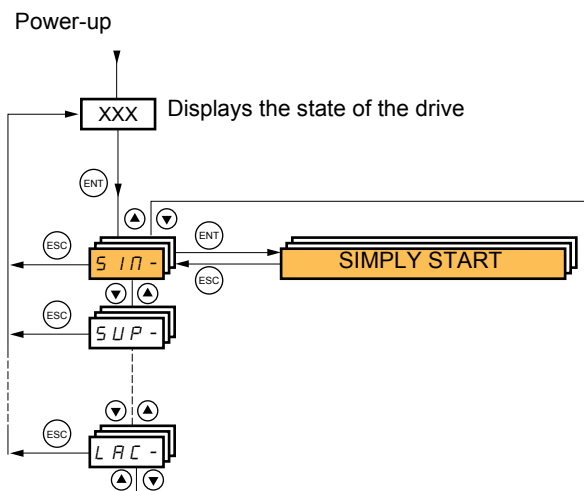 Power-up
XXX Displays the state of the drive
ENT
ESC SIM- ENT SIMPLY START
ESC
ESC SUP-
ESC LAC-